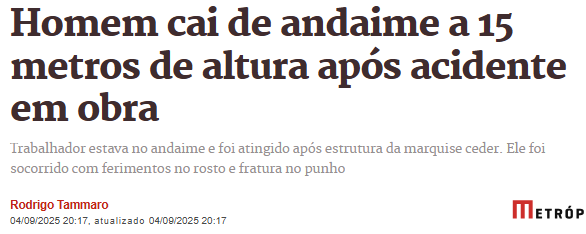 Homem cai de andaime a 15
metros de altura após acidente
em obra
Trabalhador estava no andaime e foi atingido após estrutura da marquise ceder. Ele foi
socorrido com ferimentos no rosto e fratura no punho
Rodrigo Tammaro
04/09/2025 20:17, atualizado 04/09/2025 20:17
METRÓP